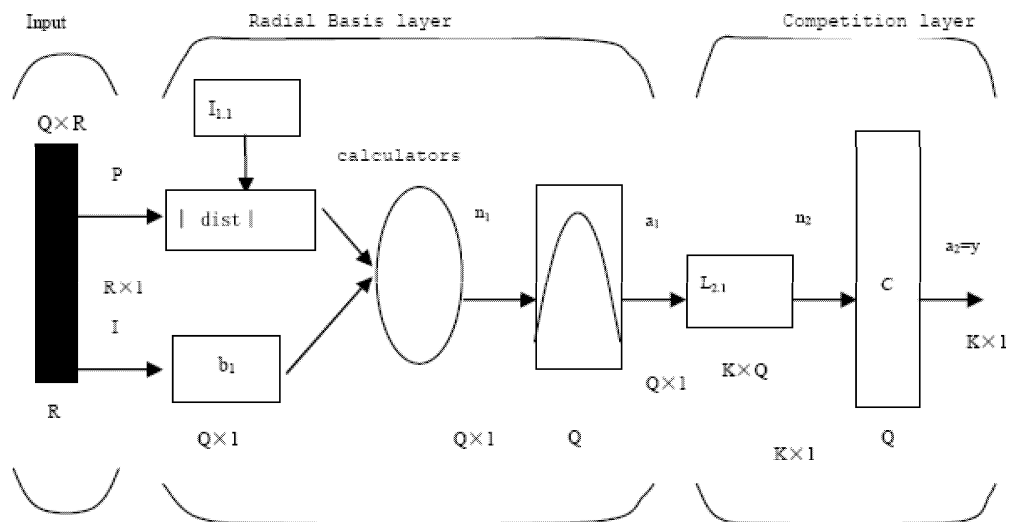 Input
Radial Basis layer
Competition layer
I1.1
Q×R
calculators
P
| dist |
n1
a1
n2
a2=y
R×1
I
L2.1
C
b1
K×1
K×Q
Q×1
R
Q×1
Q×1
Q
Q
K×1